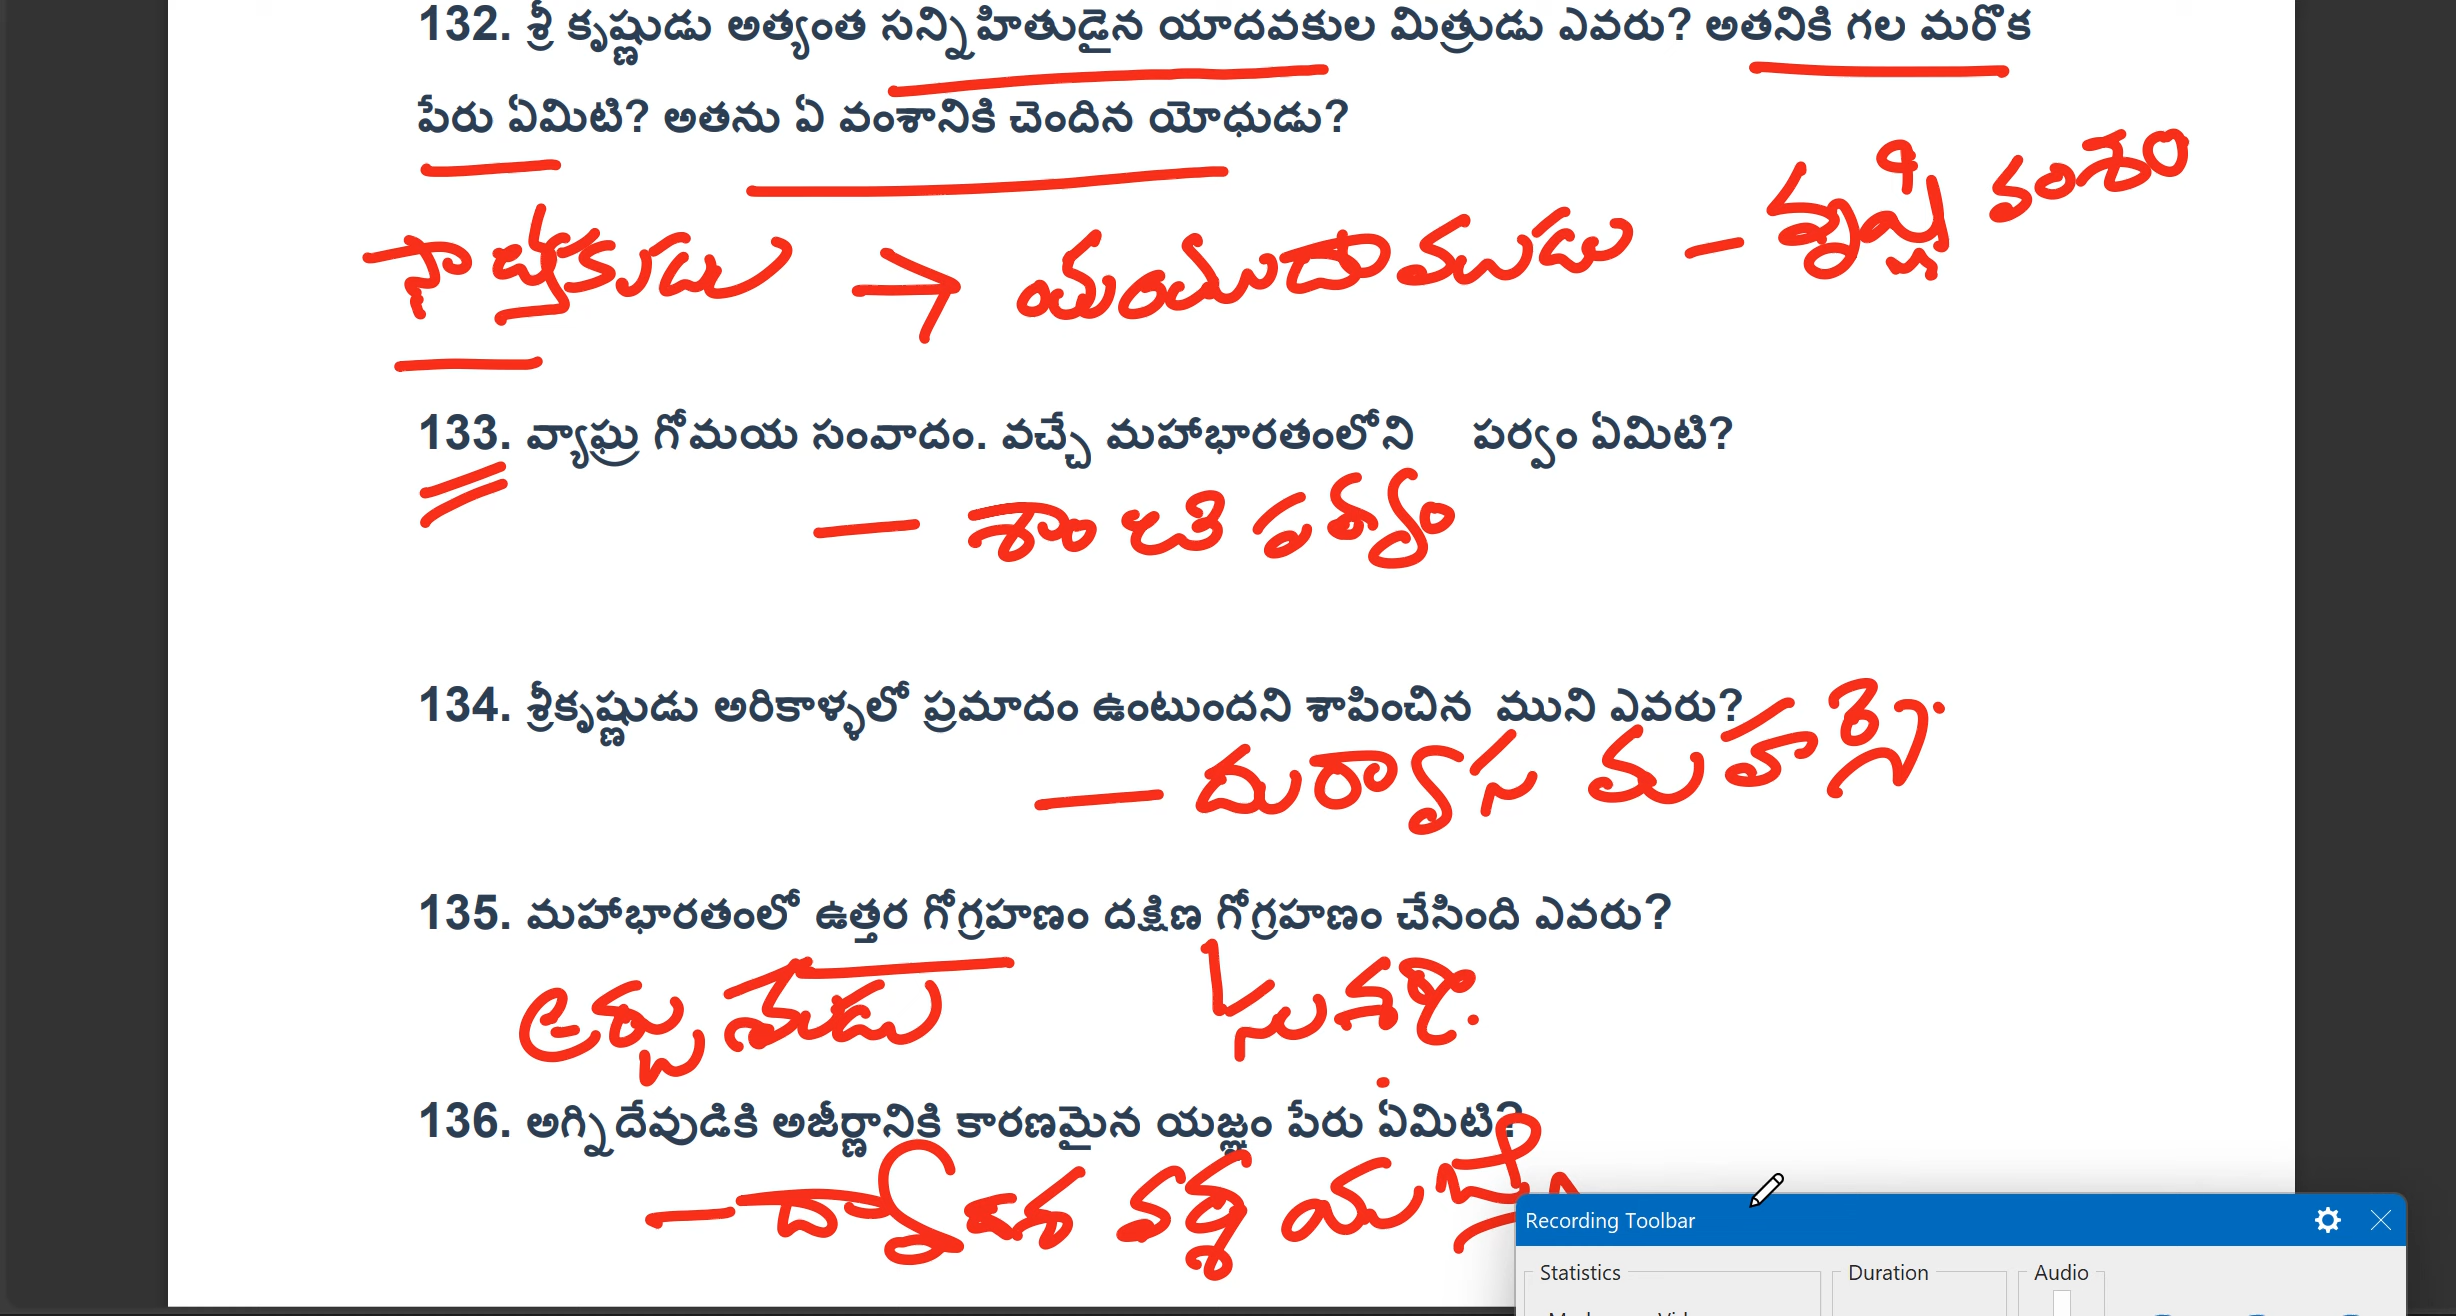 132. శ్రీ కృష్ణుడు అత్యంత సన్నిహితుడైన యాదవకుల మిత్రుడు ఎవరు? అతనికి గల మరొక
పేరు ఏమిటి? అతను ఏ వంశానికి చెందిన యోధుడు?
సాత్యకుడు → యుయుదాముడు - వృష్ణి వంశం
133. వ్యాఘ్ర గోమయ సంవాదం. వచ్చే మహాభారతంలోని పర్వం ఏమిటి?
- శాంతి పర్వం
134. శ్రీకృష్ణుడు అరికాళ్ళలో ప్రమాదం ఉంటుందని శాపించిన ముని ఎవరు?
- దుర్వాస మహర్షి
135. మహాభారతంలో ఉత్తర గోగ్రహణం దక్షిణ గోగ్రహణం చేసింది ఎవరు?
అర్జునుడు సుశర్మ.
136. అగ్నిదేవుడికి అజీర్ణానికి కారణమైన యజ్ఞం పేరు ఏమిటి?
Recording Toolbar
Statistics Duration Audio